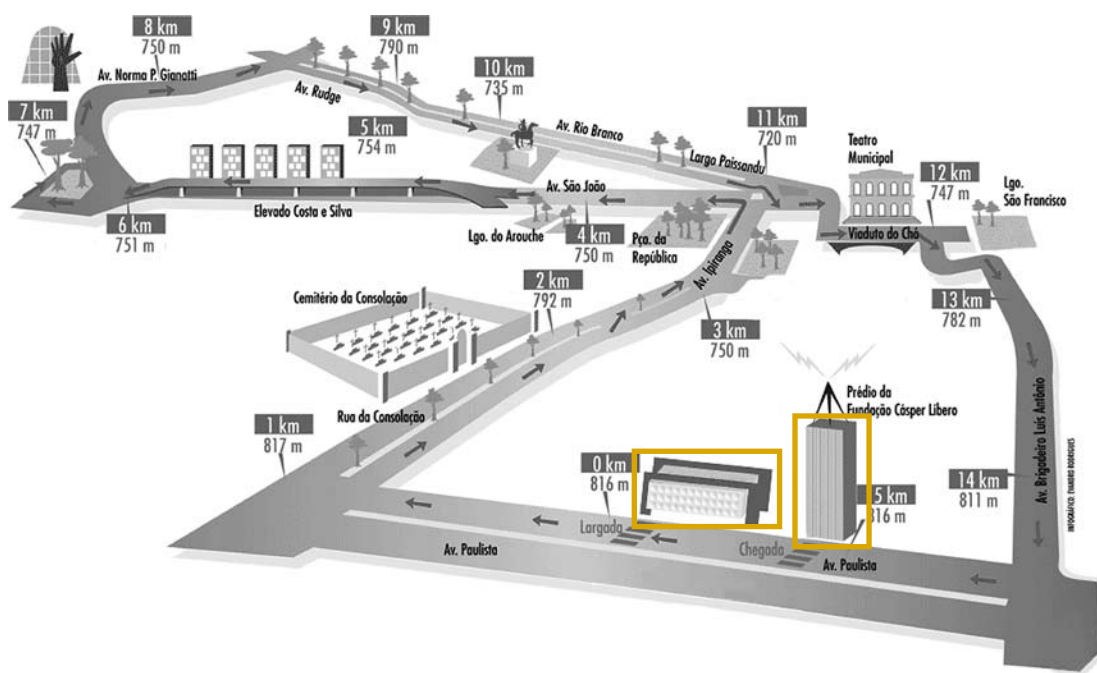 8 km
750 m
Av. Norma P. Gianotti
9 km
790 m
Av. Rudge
10 km
735 m
Av. Rio Branco
7 km
747 m
5 km
754 m
11 km
720 m
Largo Paissandu
Teatro
Municipal
12 km
747 m
Lgo.
São Francisco
Av. São João
Elevado Costa e Silva
6 km
751 m
Lgo. do Arouche
4 km
750 m
Pça. da
República
Viaduto do Chá
Av. Ipiranga
2 km
792 m
Cemitério da Consolação
3 km
750 m
13 km
782 m
Rua da Consolação
1 km
817 m
Prédio da
Fundação Cásper Líbero
Av. Brigadeiro Luís Antônio
0 km
816 m
5 km
816 m
14 km
811 m
INFOGRÁFICO: EVANDRO RODRIGUES
Largada
Chegada
Av. Paulista
Av. Paulista